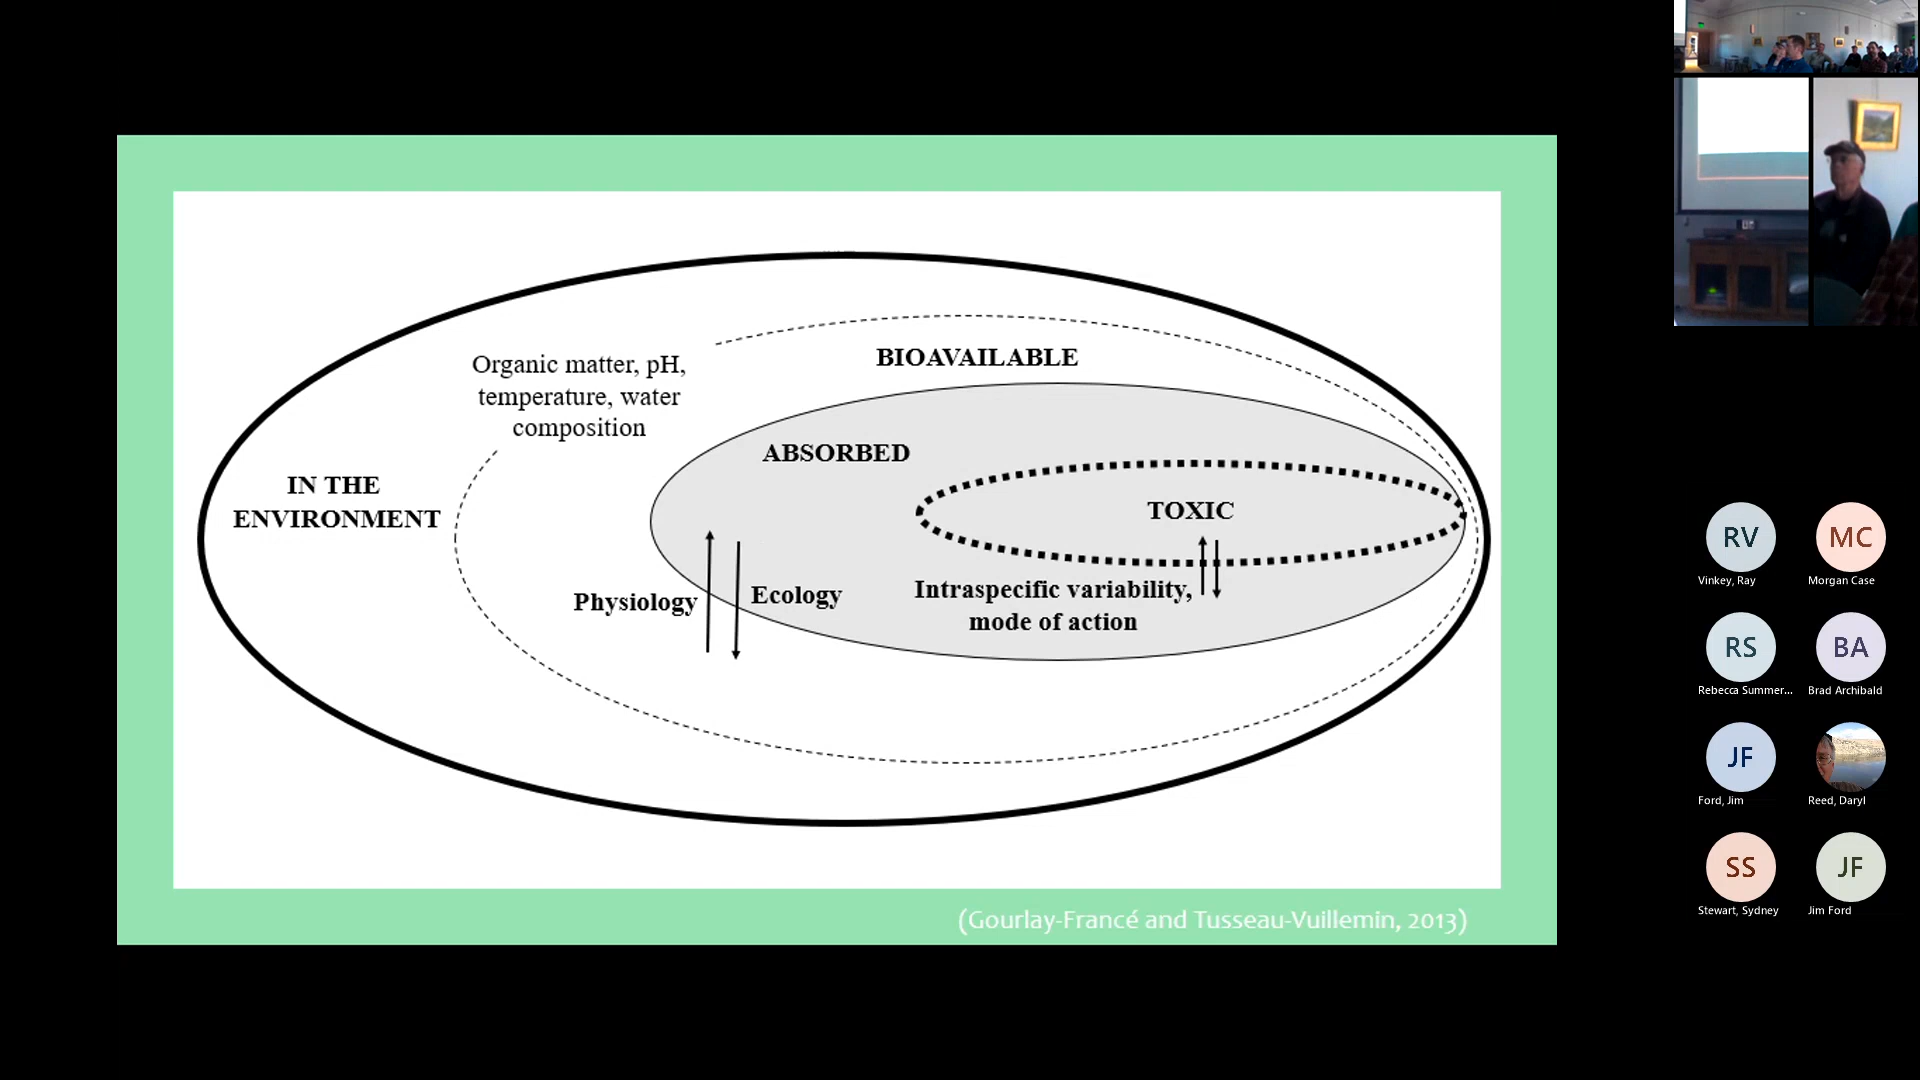 Organic matter, pH,
temperature, water
composition
BIOAVAILABLE
ABSORBED
IN THE
ENVIRONMENT
TOXIC
Physiology
Ecology
Intraspecific variability,
mode of action
(Gourlay-Francé and Tusseau-Vuillemin, 2013)
RV
Vinkey, Ray
MC
Morgan Case
RS
Rebecca Summer...
BA
Brad Archibald
JF
Ford, Jim
Reed, Daryl
SS
Stewart, Sydney
JF
Jim Ford